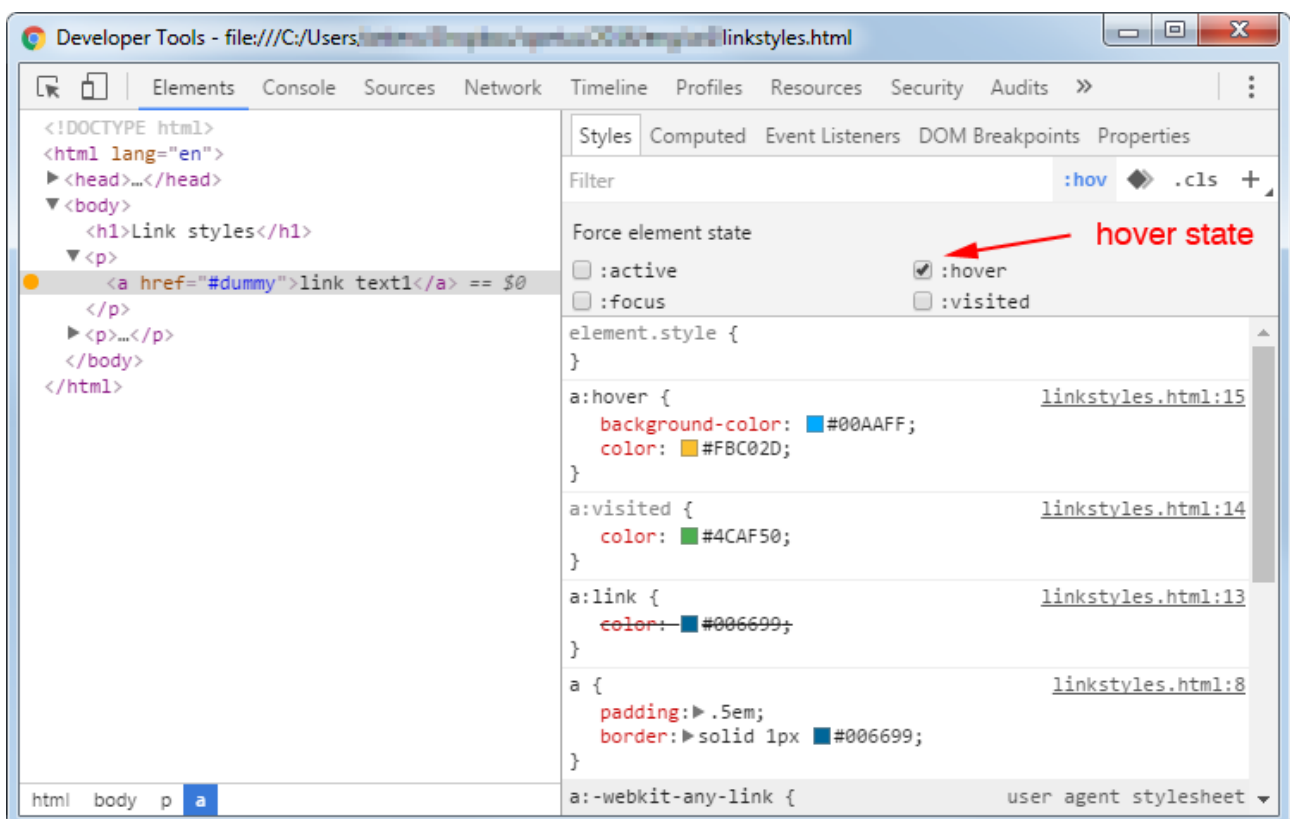 Developer Tools - file:///C:/Users/ linkstyles.html
Elements Console Sources Network Timeline Profiles Resources Security Audits »
<!DOCTYPE html>
<html lang="en">
▶<head>…</head>
▼<body>
<h1>Link styles</h1>
▼<p>
<a href="#dummy">link text1</a> == $0
</p>
▶<p>…</p>
</body>
</html>
html body p a
Styles Computed Event Listeners DOM Breakpoints Properties
Filter :hov .cls +
Force element state
hover state
:active :hover
:focus :visited
element.style {
}
a:hover { linkstyles.html:15
background-color: #00AAFF;
color: #FBC02D;
}
a:visited { linkstyles.html:14
color: #4CAF50;
}
a:link { linkstyles.html:13
color: #006699;
}
a { linkstyles.html:8
padding:▶.5em;
border:▶solid 1px #006699;
}
a:-webkit-any-link { user agent stylesheet